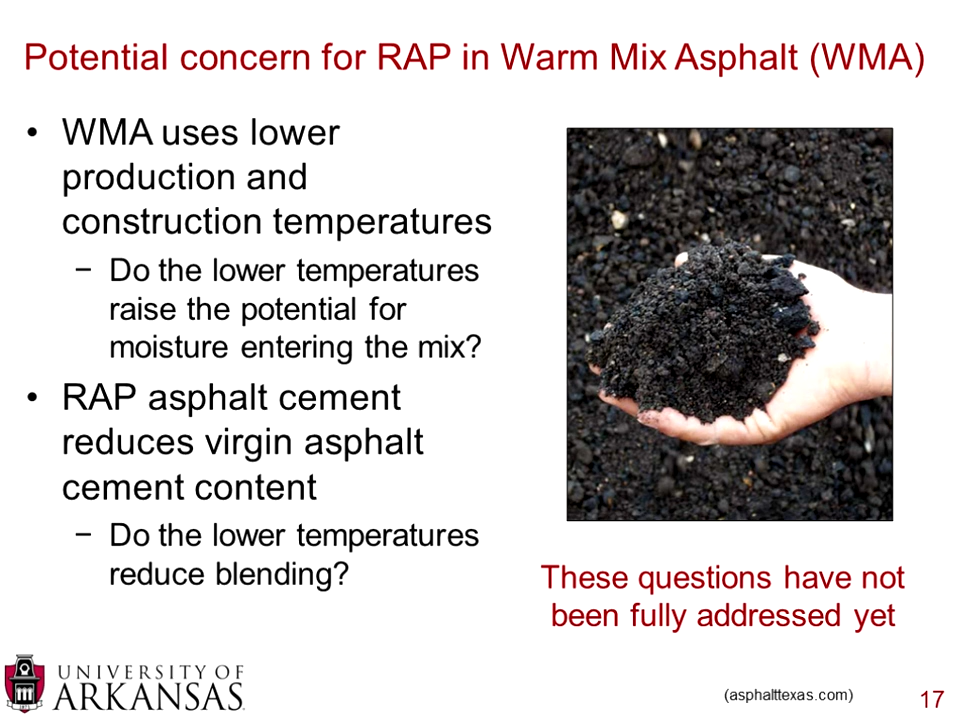 Potential concern for RAP in Warm Mix Asphalt (WMA)
• WMA uses lower
production and
construction temperatures
− Do the lower temperatures
raise the potential for
moisture entering the mix?
• RAP asphalt cement
reduces virgin asphalt
cement content
− Do the lower temperatures
reduce blending?
These questions have not
been fully addressed yet
UNIVERSITY OF
ARKANSAS
(asphalttexas.com)
17